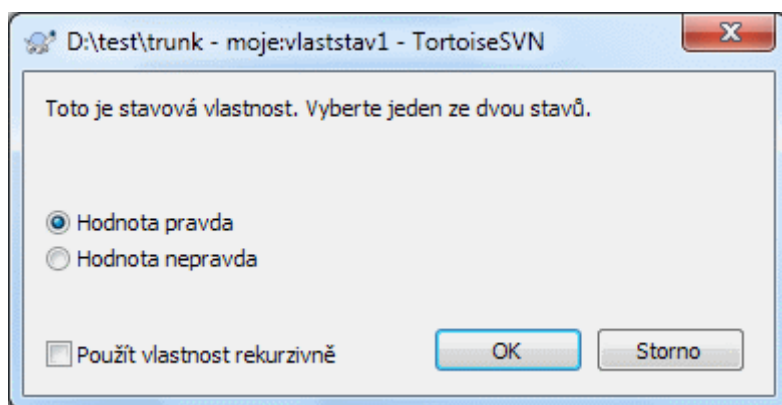 D:\test\trunk - moje:vlaststav1 - TortoiseSVN
Toto je stavová vlastnost. Vyberte jeden ze dvou stavů.
Hodnota pravda
Hodnota nepravda
Použít vlastnost rekurzivně
OK
Storno